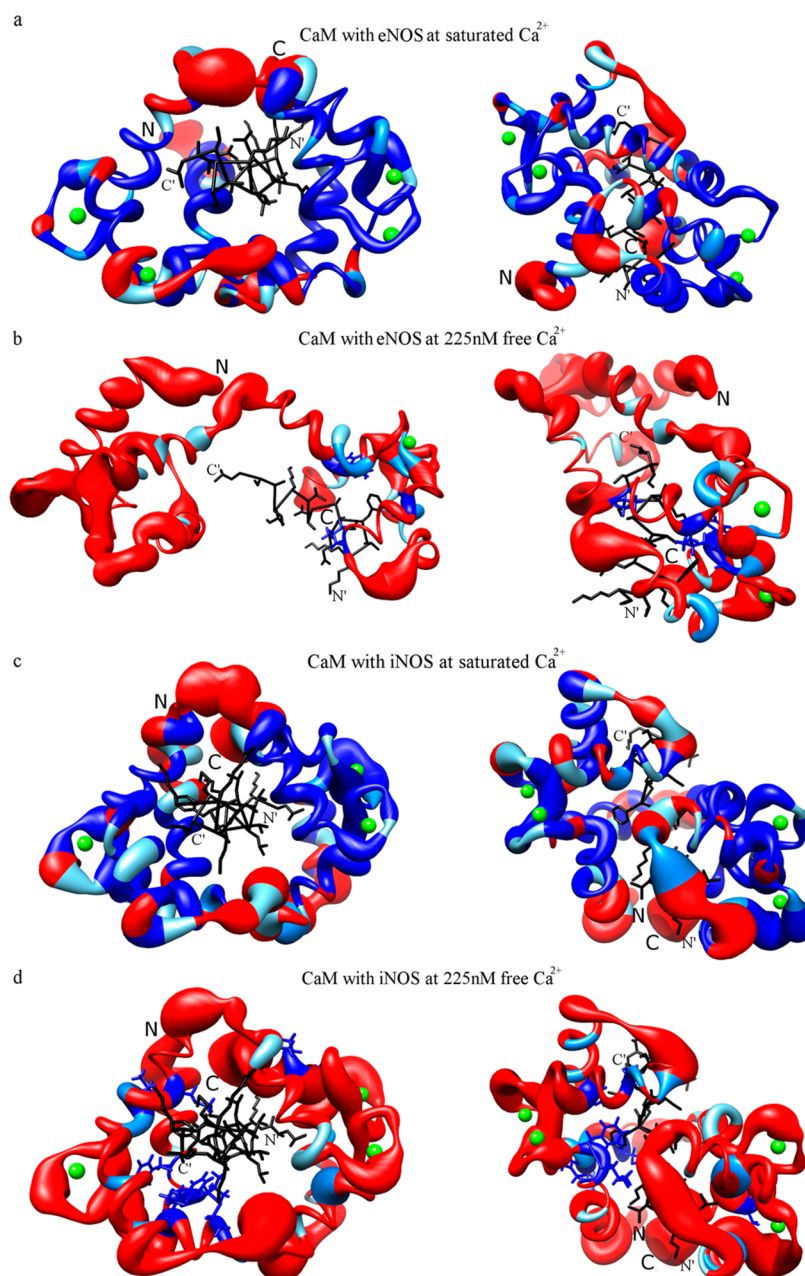 a
CaM with eNOS at saturated Ca2+
C
N
N'
C'
C'
C
N
N'
b
CaM with eNOS at 225nM free Ca2+
N
C'
C
N'
N
C'
C
N'
c
CaM with iNOS at saturated Ca2+
N
C
N'
C'
C'
N
C
N'
d
CaM with iNOS at 225nM free Ca2+
N
C
N'
C'
C'
N
C
N'